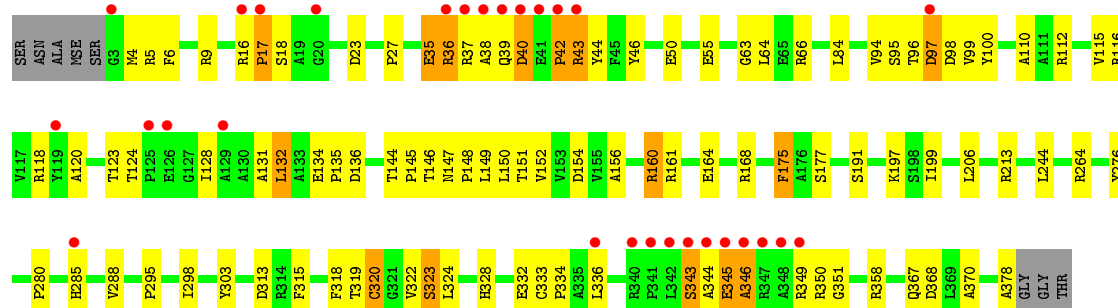 SER ASN ALA MSE SER G3 M4 R5 F6 R9 R16 P17 S18 A19 G20 D23 P27 E35 R36 R37 A38 Q39 D40 E41 P42 R43 Y44 F45 Y46 E50 E55 G63 L64 E65 R66 L84 V94 S95 T96 D97 D98 V99 Y100 A110 A111 R112 V115 R116
V117 R118 Y119 A120 T123 T124 P125 E126 G127 I128 A129 A130 A131 L132 A133 E134 P135 D136 T144 P145 T146 N147 P148 L149 L150 T151 V152 V153 D154 V155 A156 R160 R161 E164 R168 F175 A176 S177 S191 K197 S198 I199 L206 R213 L244 R264 Y276
P280 H285 V288 P295 I298 Y303 D313 R314 F315 F318 T319 C320 G321 V322 S323 L324 H328 E332 C333 P334 A335 L336 R340 P341 L342 S343 A344 E345 A346 R347 A348 R349 R350 G351 R358 Q367 D368 L369 A370 A378 GLY GLY THR